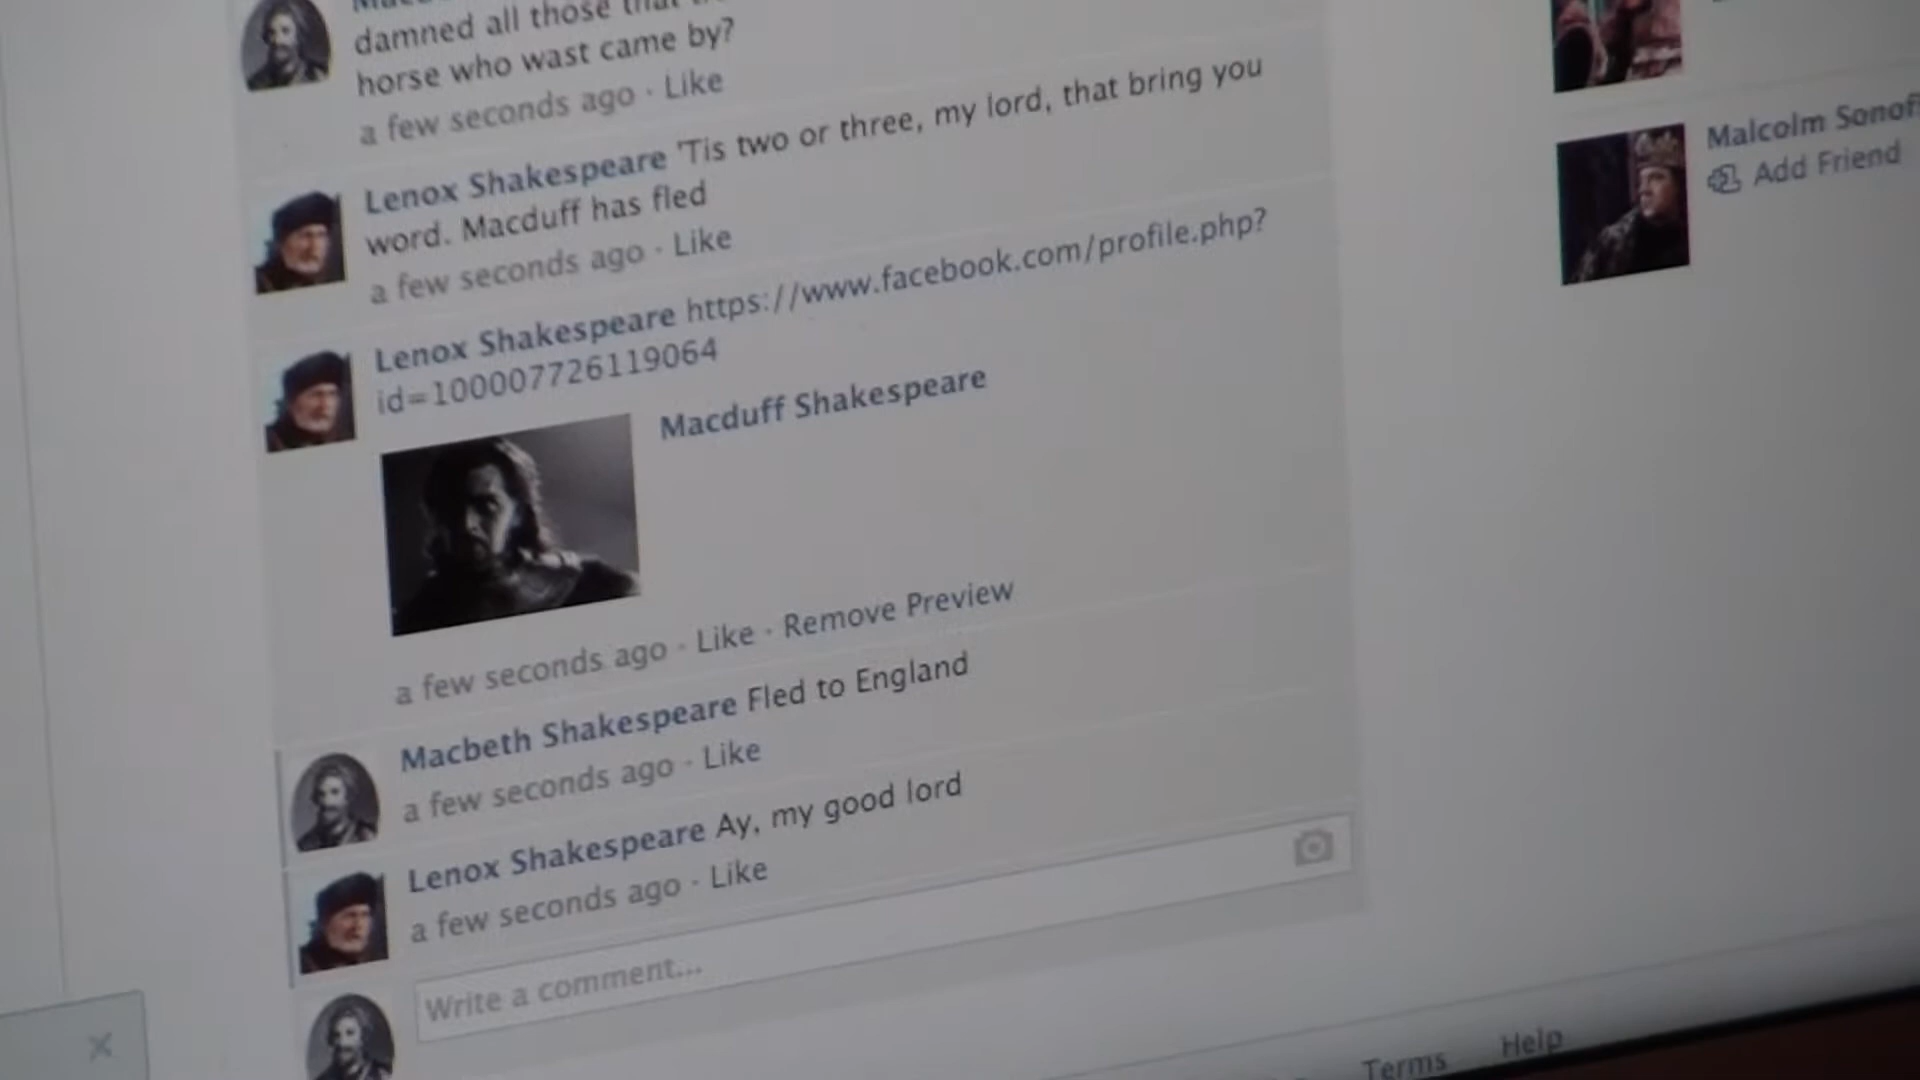 damned all those that
horse who wast came by?
a few seconds ago · Like
Lenox Shakespeare 'Tis two or three, my lord, that bring you
word. Macduff has fled
a few seconds ago · Like
Lenox Shakespeare https://www.facebook.com/profile.php?
id=100007726119064
Macduff Shakespeare
a few seconds ago · Like · Remove Preview
Macbeth Shakespeare Fled to England
a few seconds ago · Like
Lenox Shakespeare Ay, my good lord
a few seconds ago · Like
Write a comment...
Malcolm Sonof
Add Friend
Terms Help